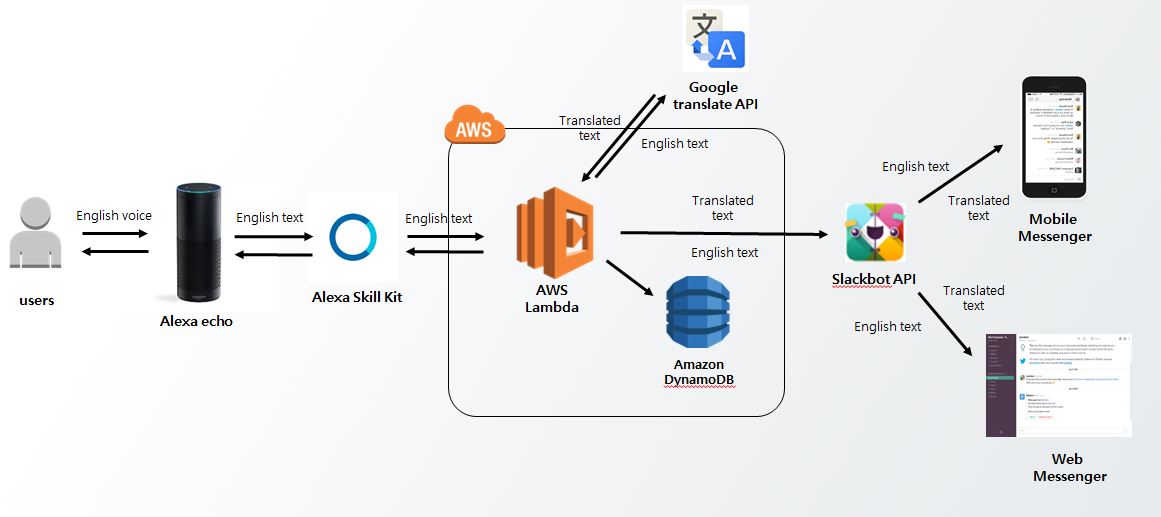 Google
translate API
AWS
Translated
text
English text
English voice
English text
English text
Translated
text
English text
English text
Translated
text
Mobile
Messenger
users
Alexa echo
Alexa Skill Kit
AWS
Lambda
Slackbot API
Amazon
DynamoDB
Translated
text
English text
Web
Messenger